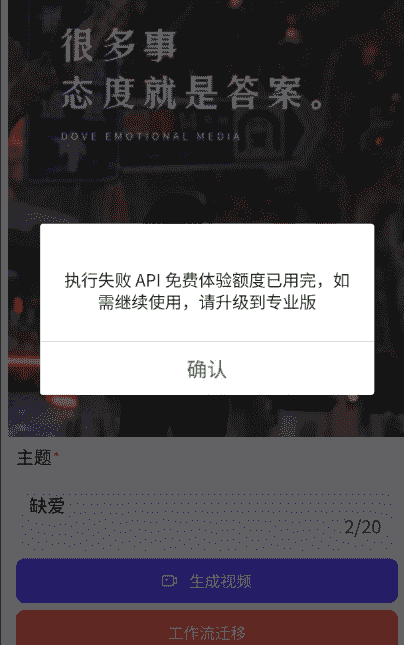 很多事
态度就是答案。
DOVE EMOTIONAL MEDIA
执行失败 API 免费体验额度已用完，如
需继续使用，请升级到专业版
确认
主题*
缺爱
2/20
生成视频
工作流迁移